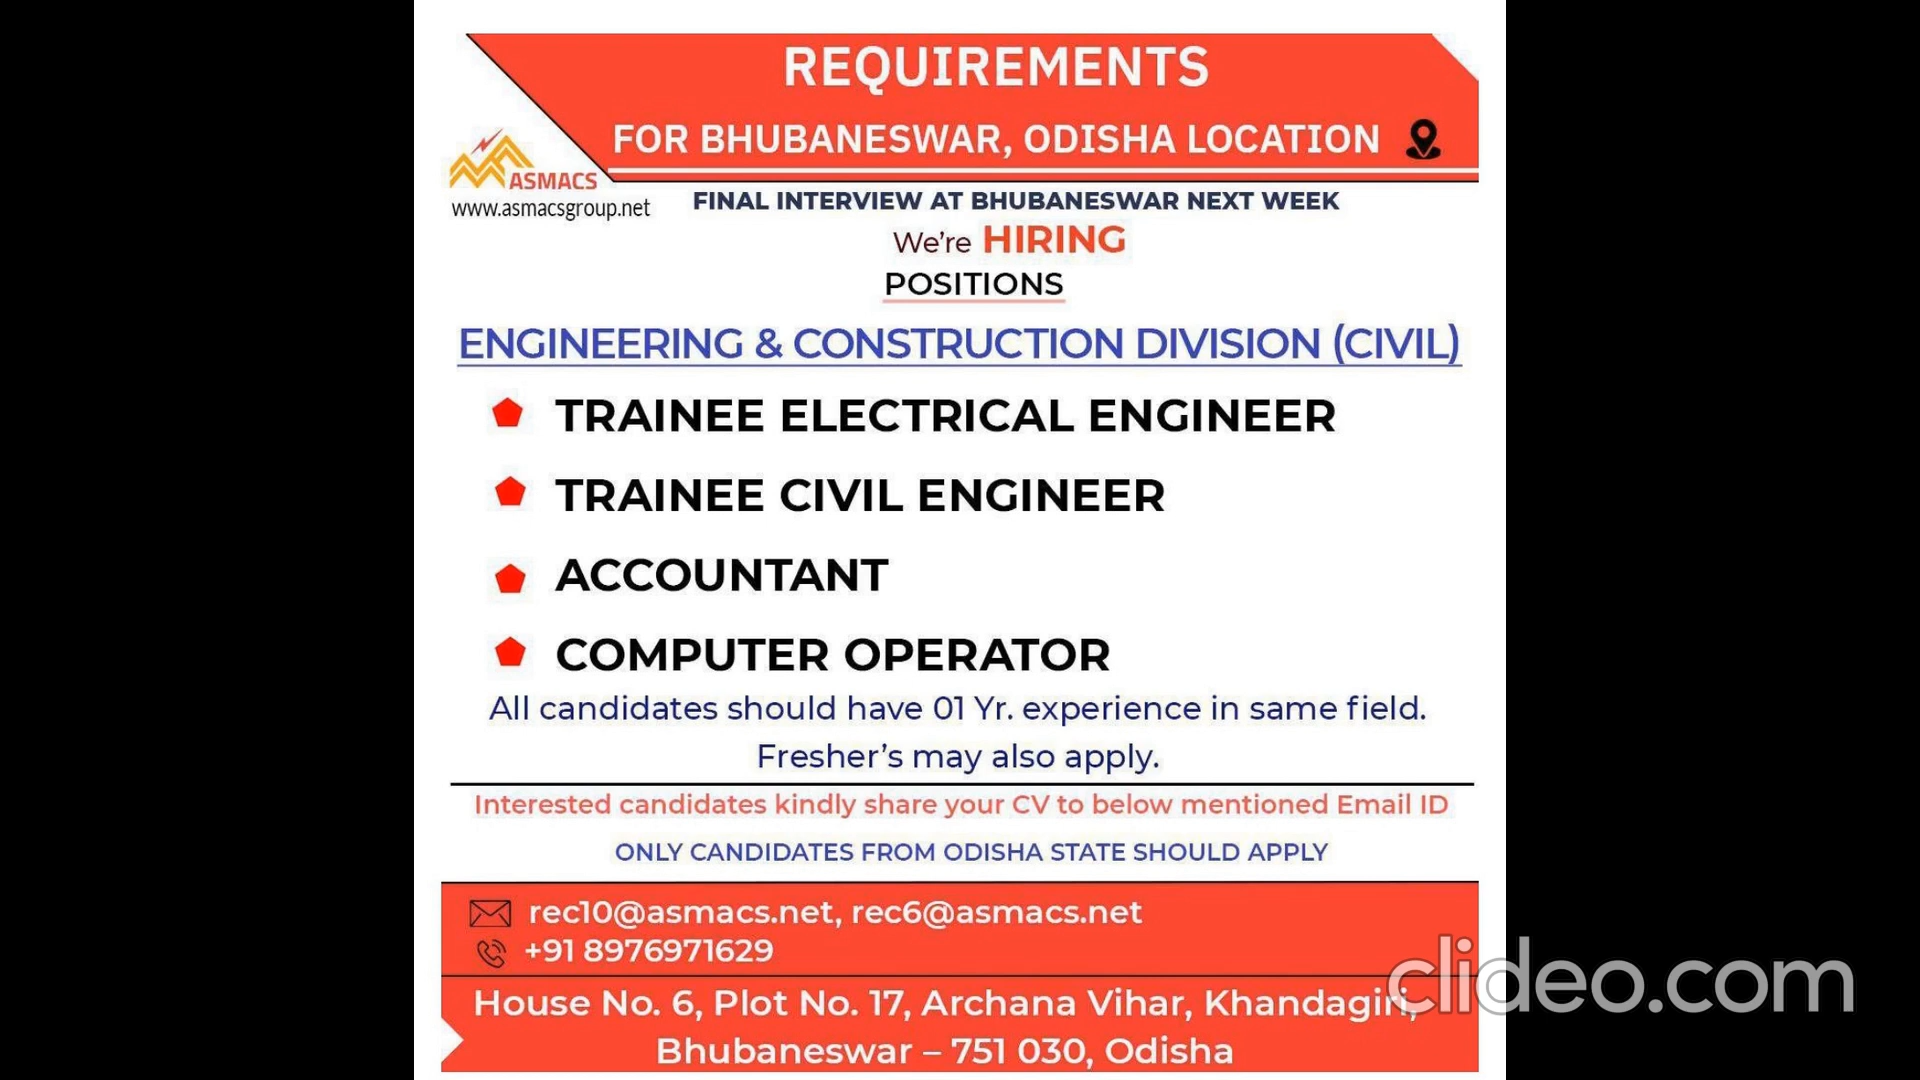 REQUIREMENTS
FOR BHUBANESWAR, ODISHA LOCATION
ASMACS
www.asmacsgroup.net
FINAL INTERVIEW AT BHUBANESWAR NEXT WEEK
We're HIRING
POSITIONS
ENGINEERING & CONSTRUCTION DIVISION (CIVIL)
TRAINEE ELECTRICAL ENGINEER
TRAINEE CIVIL ENGINEER
ACCOUNTANT
COMPUTER OPERATOR
All candidates should have 01 Yr. experience in same field.
Fresher's may also apply.
Interested candidates kindly share your CV to below mentioned Email ID
ONLY CANDIDATES FROM ODISHA STATE SHOULD APPLY
rec10@asmacs.net, rec6@asmacs.net
+91 8976971629
House No. 6, Plot No. 17, Archana Vihar, Khandagiri,
Bhubaneswar – 751 030, Odisha
clideo.com